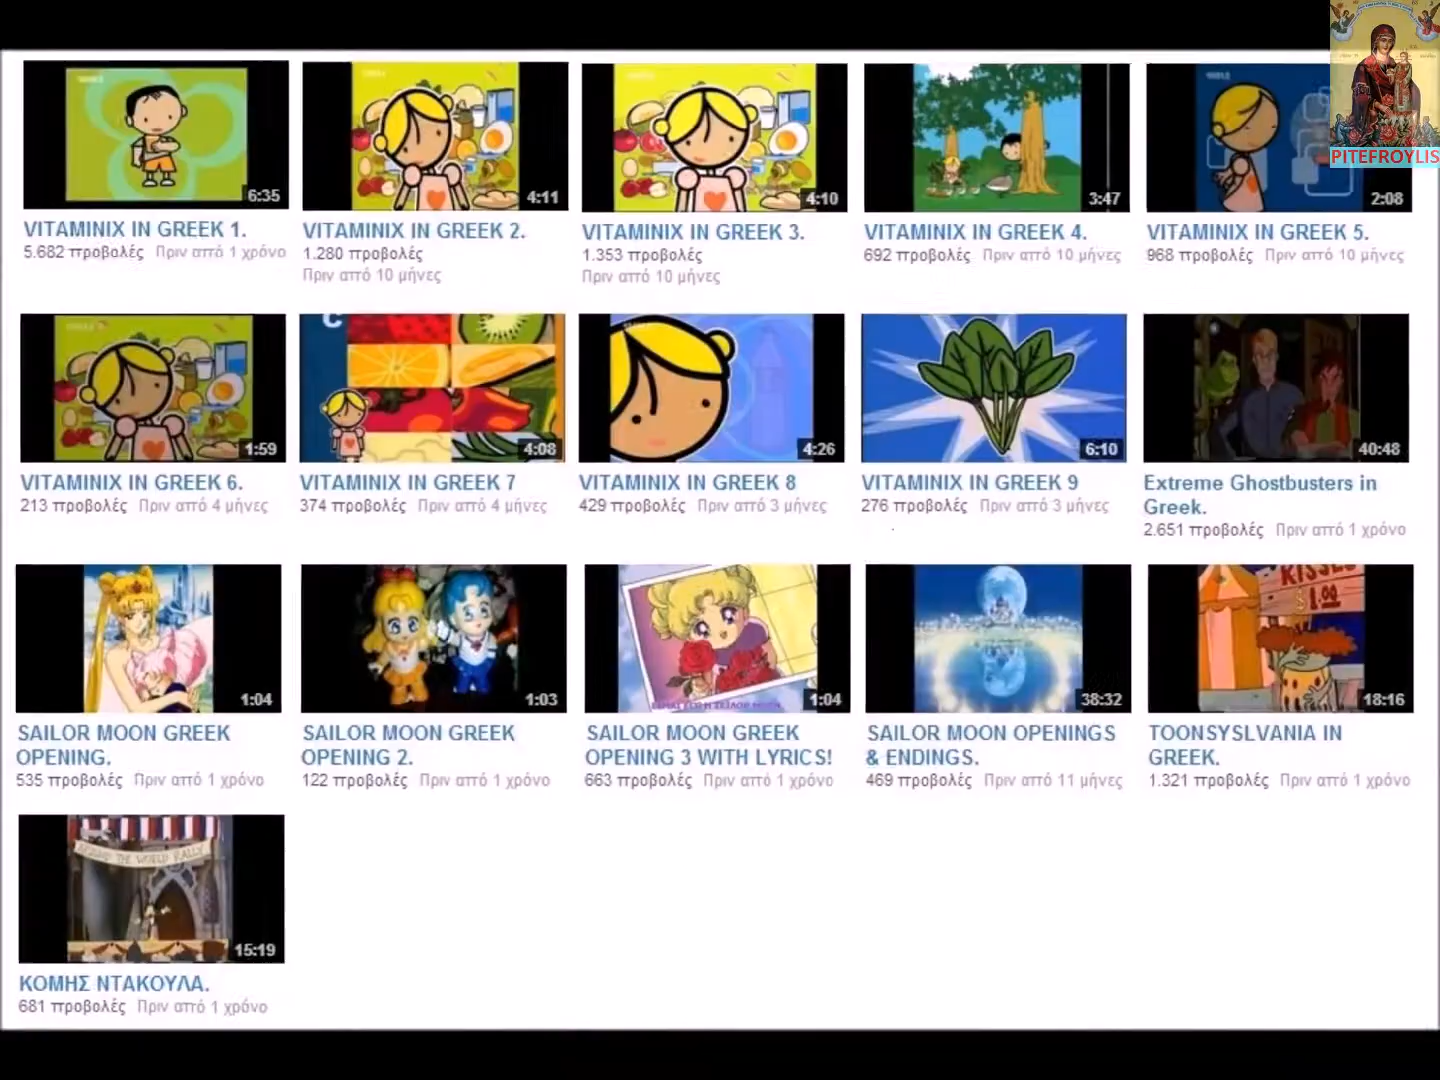 PITEFROYLIS
6:35
4:11
4:10
3:47
2:08
VITAMINIX IN GREEK 1.
5.682 προβολές Πριν από 1 χρόνο
VITAMINIX IN GREEK 2.
1.280 προβολές
Πριν από 10 μήνες
VITAMINIX IN GREEK 3.
1.353 προβολές
Πριν από 10 μήνες
VITAMINIX IN GREEK 4.
692 προβολές Πριν από 10 μήνες
VITAMINIX IN GREEK 5.
968 προβολές Πριν από 10 μήνες
C
1:59
4:08
4:26
6:10
40:48
VITAMINIX IN GREEK 6.
213 προβολές Πριν από 4 μήνες
VITAMINIX IN GREEK 7
374 προβολές Πριν από 4 μήνες
VITAMINIX IN GREEK 8
429 προβολές Πριν από 3 μήνες
VITAMINIX IN GREEK 9
276 προβολές Πριν από 3 μήνες
Extreme Ghostbusters in
Greek.
2.651 προβολές Πριν από 1 χρόνο
KISSES
$1.00
1:04
1:03
1:04
38:32
18:16
SAILOR MOON GREEK
OPENING.
535 προβολές Πριν από 1 χρόνο
SAILOR MOON GREEK
OPENING 2.
122 προβολές Πριν από 1 χρόνο
SAILOR MOON GREEK
OPENING 3 WITH LYRICS!
663 προβολές Πριν από 1 χρόνο
SAILOR MOON OPENINGS
& ENDINGS.
469 προβολές Πριν από 11 μήνες
TOONSYSLVANIA IN
GREEK.
1.321 προβολές Πριν από 1 χρόνο
THE WORLD RALLY
15:19
ΚΟΜΗΣ ΝΤΑΚΟΥΛΑ.
681 προβολές Πριν από 1 χρόνο